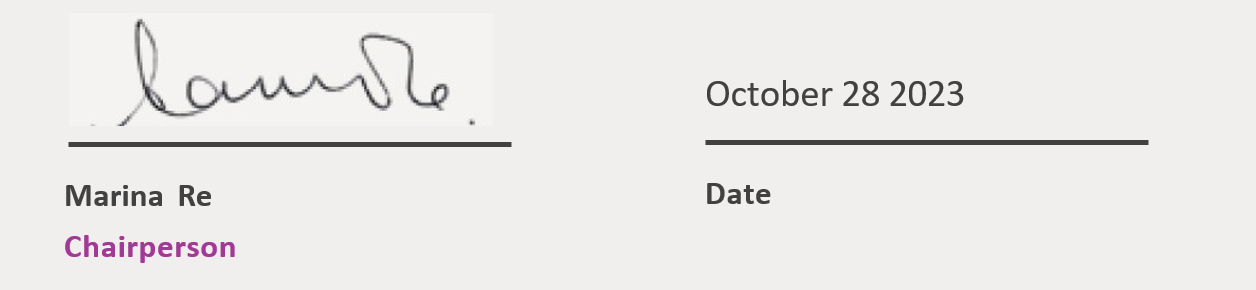 October 28 2023
Marina Re
Date
Chairperson